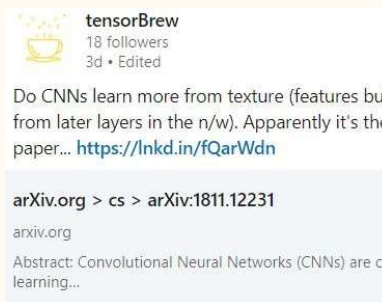 tensorBrew
18 followers
3d • Edited
Do CNNs learn more from texture (features bu
from later layers in the n/w). Apparently it's the
paper... https://lnkd.in/fQarWdn
arXiv.org > cs > arXiv:1811.12231
arxiv.org
Abstract: Convolutional Neural Networks (CNNs) are c
learning...